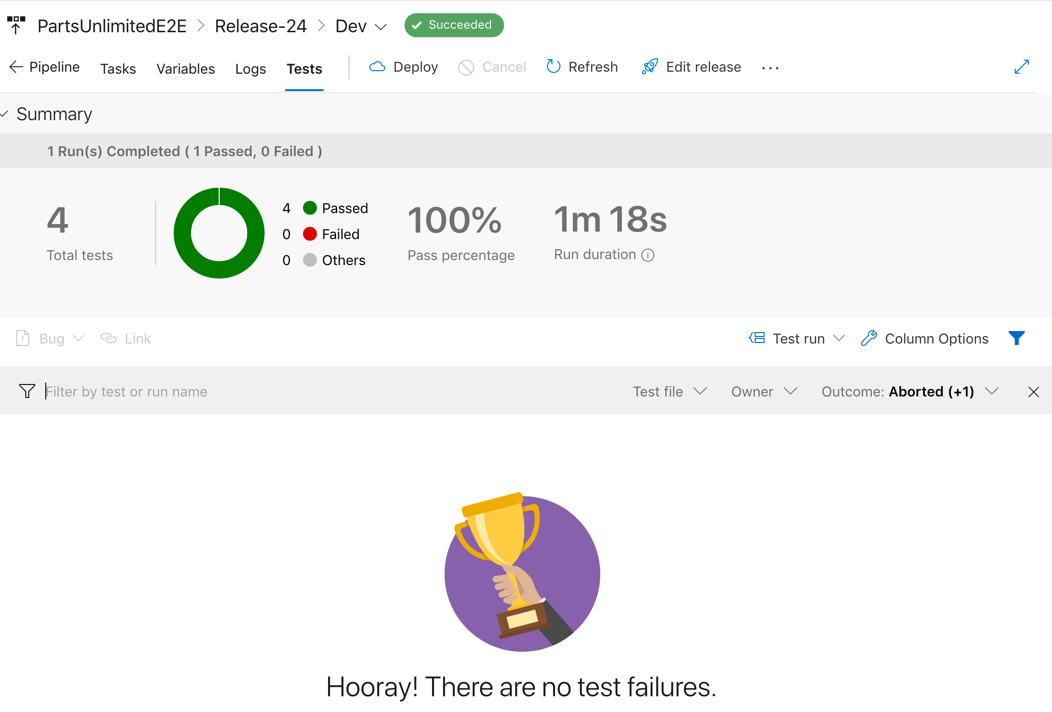 PartsUnlimitedE2E > Release-24 > Dev Succeeded
Pipeline Tasks Variables Logs Tests Deploy Cancel Refresh Edit release ...
Summary
1 Run(s) Completed ( 1 Passed, 0 Failed )
4
Total tests
4 Passed
0 Failed
0 Others
100%
Pass percentage
1m 18s
Run duration
Bug Link Test run Column Options
Filter by test or run name Test file Owner Outcome: Aborted (+1)
Hooray! There are no test failures.